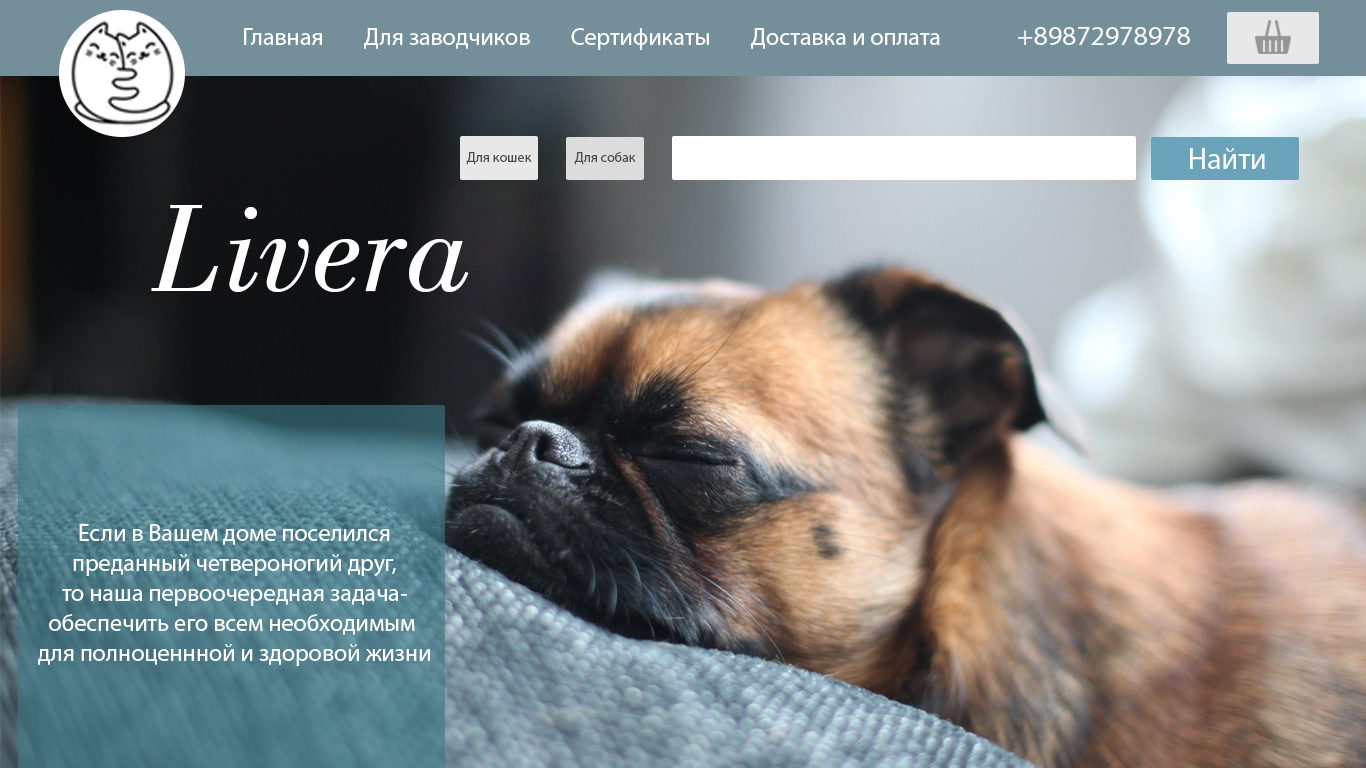 Главная Для заводчиков Сертификаты Доставка и оплата +89872978978
Для кошек Для собак Найти
Livera
Если в Вашем доме поселился
преданный четвероногий друг,
то наша первоочередная задача-
обеспечить его всем необходимым
для полноценнной и здоровой жизни